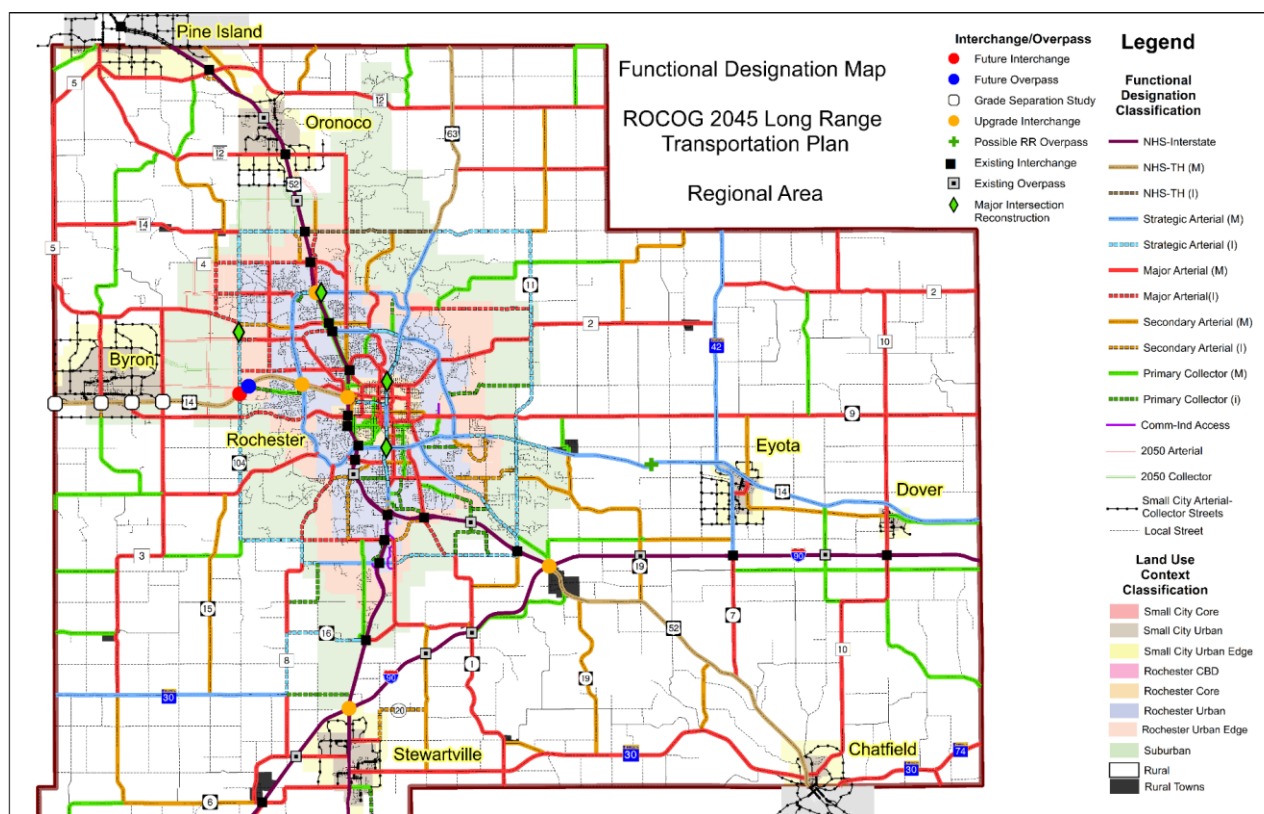 Functional Designation Map
ROCOG 2045 Long Range
Transportation Plan
Regional Area
Interchange/Overpass
Future Interchange
Future Overpass
Grade Separation Study
Upgrade Interchange
Possible RR Overpass
Existing Interchange
Existing Overpass
Major Intersection
Reconstruction
Legend
Functional
Designation
Classification
NHS-Interstate
NHS-TH (M)
NHS-TH (I)
Strategic Arterial (M)
Strategic Arterial (I)
Major Arterial (M)
Major Arterial(I)
Secondary Arterial (M)
Secondary Arterial (I)
Primary Collector (M)
Primary Collector (i)
Comm-Ind Access
2050 Arterial
2050 Collector
Small City Arterial-
Collector Streets
Local Street
Land Use
Context
Classification
Small City Core
Small City Urban
Small City Urban Edge
Rochester CBD
Rochester Core
Rochester Urban
Rochester Urban Edge
Suburban
Rural
Rural Towns
Pine Island
5
12
63
Oronoco
12
52
14
5
4
11
2
2
42
10
Byron
14
9
Rochester
Eyota
104
14
Dover
3
90
19
15
7
52
16
10
8
1
90
19
30
20
Stewartville
30
Chatfield
74
30
6